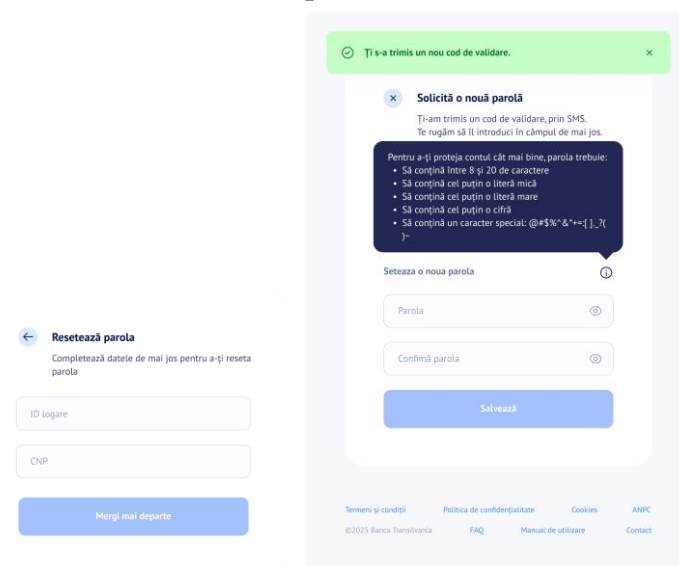 Resetează parola
Completează datele de mai jos pentru a-ți reseta
parola
ID logare
CNP
Mergi mai departe
Ți s-a trimis un nou cod de validare.
Solicită o nouă parolă
Ți-am trimis un cod de validare, prin SMS.
Te rugăm să îl introduci în câmpul de mai jos.
Pentru a-ți proteja contul cât mai bine, parola trebuie:
• Să conțină între 8 și 20 de caractere
• Să conțină cel puțin o literă mică
• Să conțină cel puțin o literă mare
• Să conțină cel puțin o cifră
• Să conțină un caracter special: @#$%^&*+=:[ ]._?(
)~
Seteaza o noua parola
Parola
Confimă parola
Salvează
Termeni și condiții Politica de confidențialitate Cookies ANPC
©2025 Banca Transilvania FAQ Manual de utilizare Contact